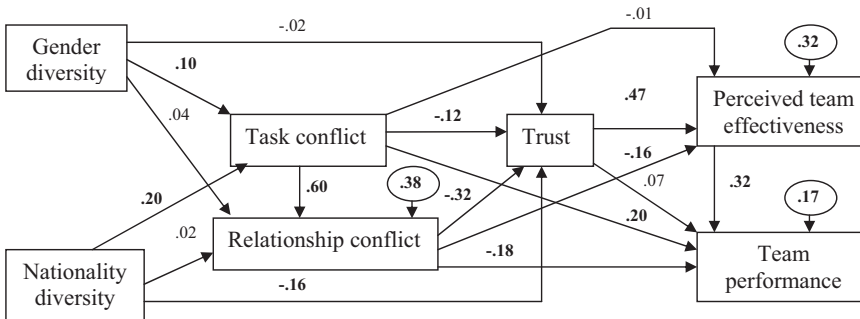 -.01
-.02
.32
Gender
diversity
.10
.47
Perceived team
effectiveness
.04
Task conflict
-.12
Trust
-.16
.20
.60
.38
-.32
.07
.32
.17
.02
Relationship conflict
.20
Nationality
diversity
-.16
-.18
Team
performance